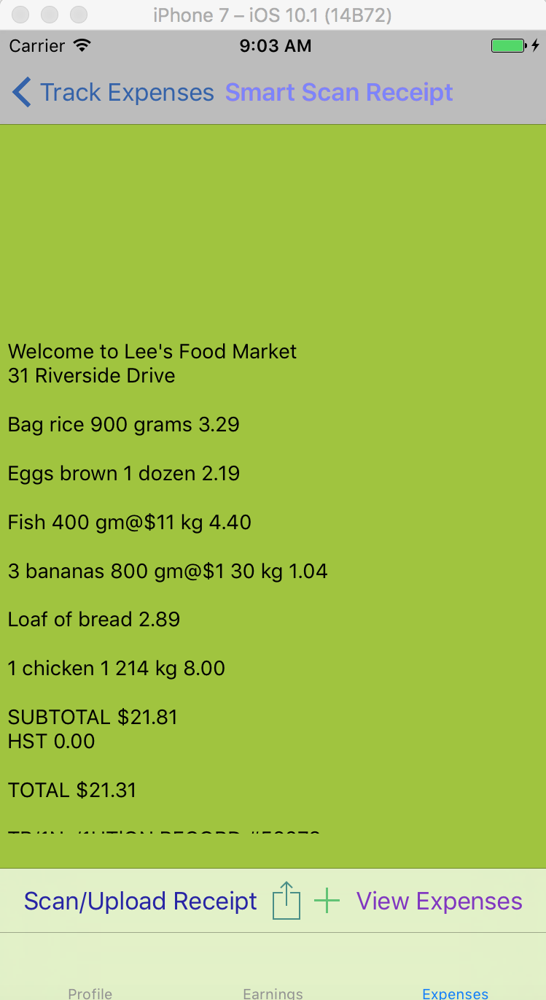 iPhone 7 – iOS 10.1 (14B72)
Carrier 9:03 AM
Track Expenses Smart Scan Receipt
Welcome to Lee's Food Market
31 Riverside Drive
Bag rice 900 grams 3.29
Eggs brown 1 dozen 2.19
Fish 400 gm@$11 kg 4.40
3 bananas 800 gm@$1 30 kg 1.04
Loaf of bread 2.89
1 chicken 1 214 kg 8.00
SUBTOTAL $21.81
HST 0.00
TOTAL $21.31
RECORD
Scan/Upload Receipt + View Expenses
Profile Earnings Expenses